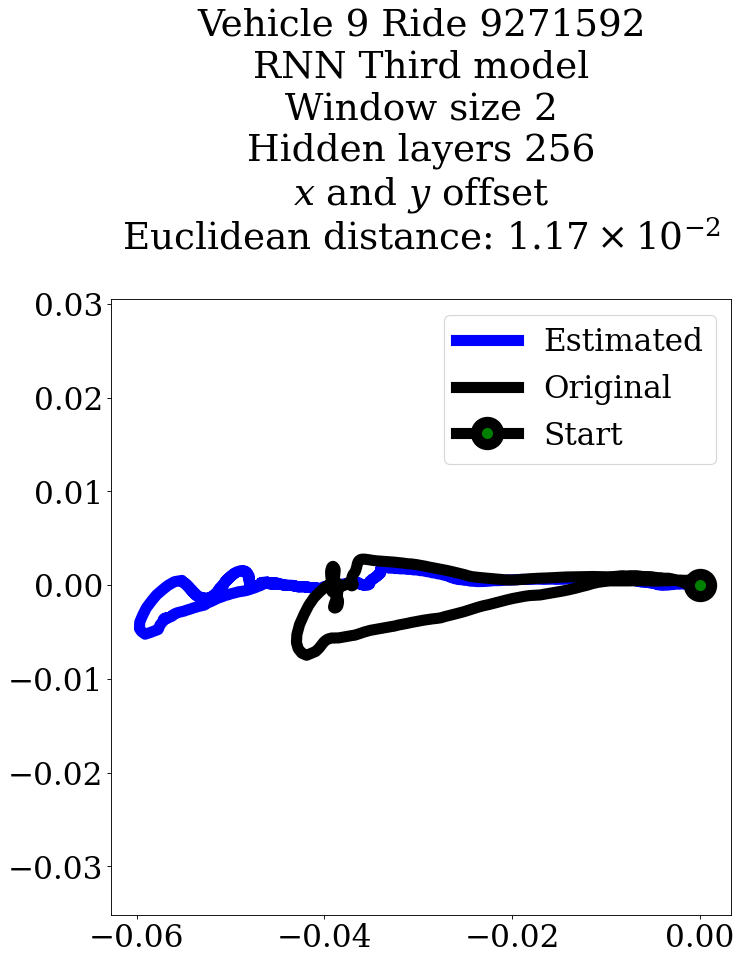 Vehicle 9 Ride 9271592
RNN Third model
Window size 2
Hidden layers 256
x and y offset
Euclidean distance: 1.17 × 10⁻²
0.03
0.02
0.01
0.00
−0.01
−0.02
−0.03
Estimated
Original
Start
−0.06 −0.04 −0.02 0.00